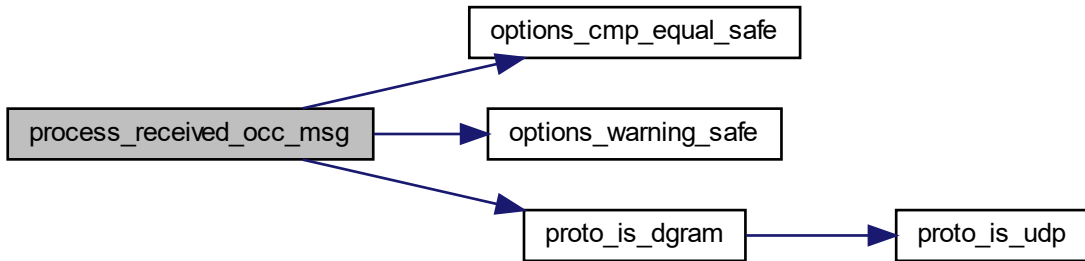 options_cmp_equal_safe
process_received_occ_msg
options_warning_safe
proto_is_dgram
proto_is_udp